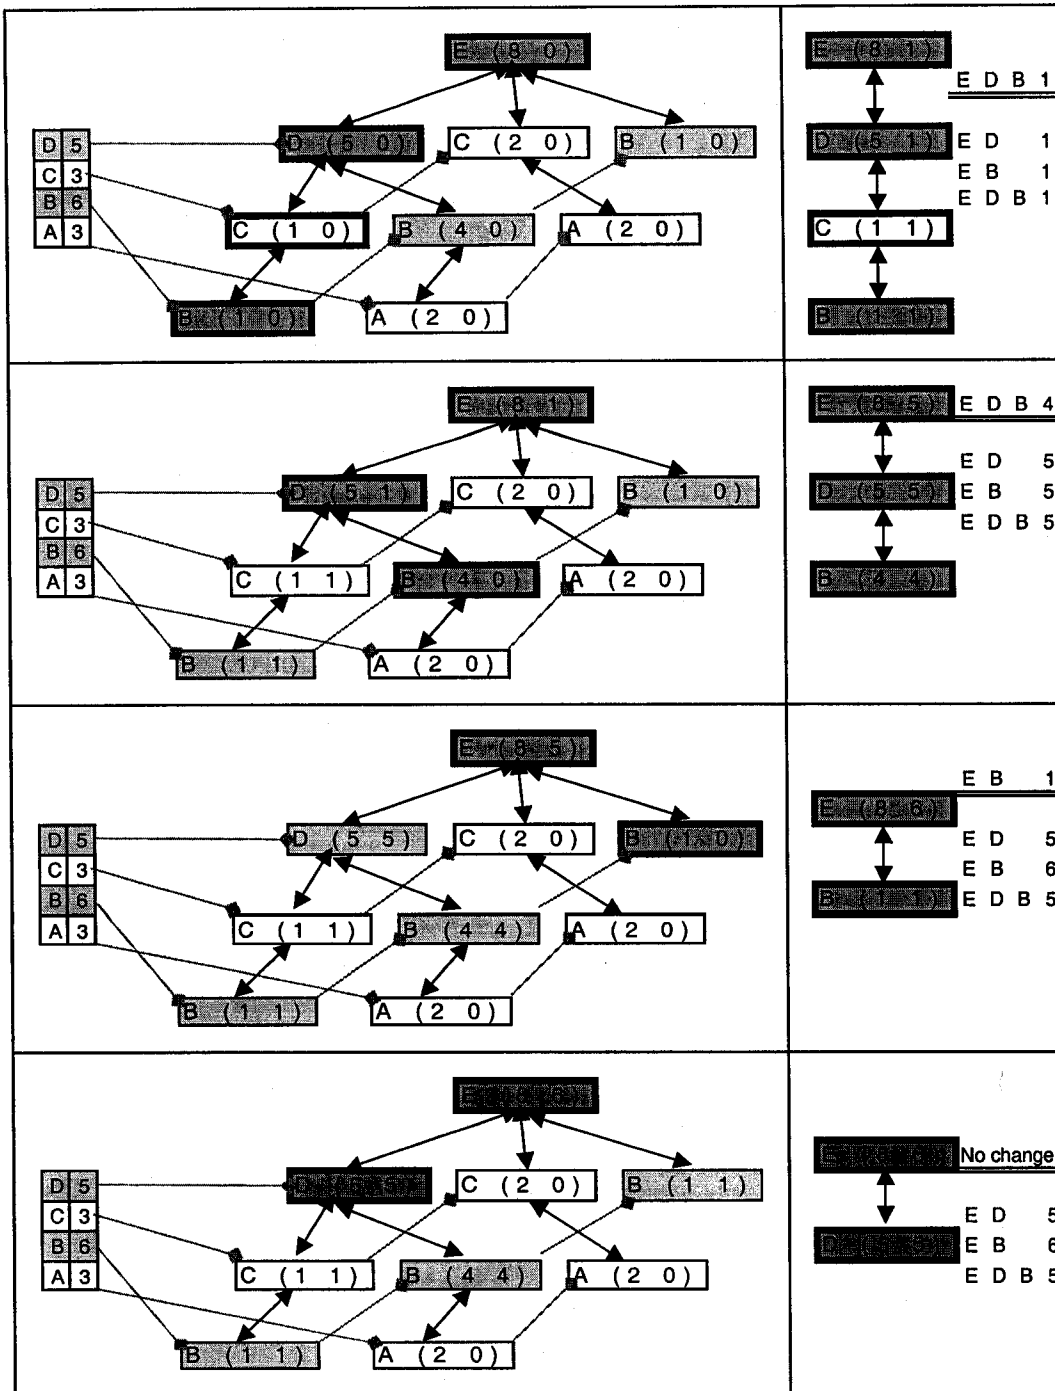 E (8 0)
D (5 0) C (2 0) B (1 0)
D 5
C 3
B 6
A 3
C (1 0) B (4 0) A (2 0)
B (1 0) A (2 0)
E (8 1)
E D B 1
D (5 1) E D 1
E B 1
E D B 1
C (1 1)
B (1 1)
E (8 1)
D (5 1) C (2 0) B (1 0)
D 5
C 3
B 6
A 3
C (1 1) B (4 0) A (2 0)
B (1 1) A (2 0)
E (8 5) E D B 4
E D 5
D (5 5) E B 5
E D B 5
B (4 4)
E (8 5)
D (5 5) C (2 0) B (1 0)
D 5
C 3
B 6
A 3
C (1 1) B (4 4) A (2 0)
B (1 1) A (2 0)
E B 1
E (8 6)
E D 5
E B 6
B (1 1) E D B 5
E
D C (2 0) B (1 1)
D 5
C 3
B 6
A 3
C (1 1) B (4 4) A (2 0)
B (1 1) A (2 0)
No change
E D 5
E B 6
E D B 5